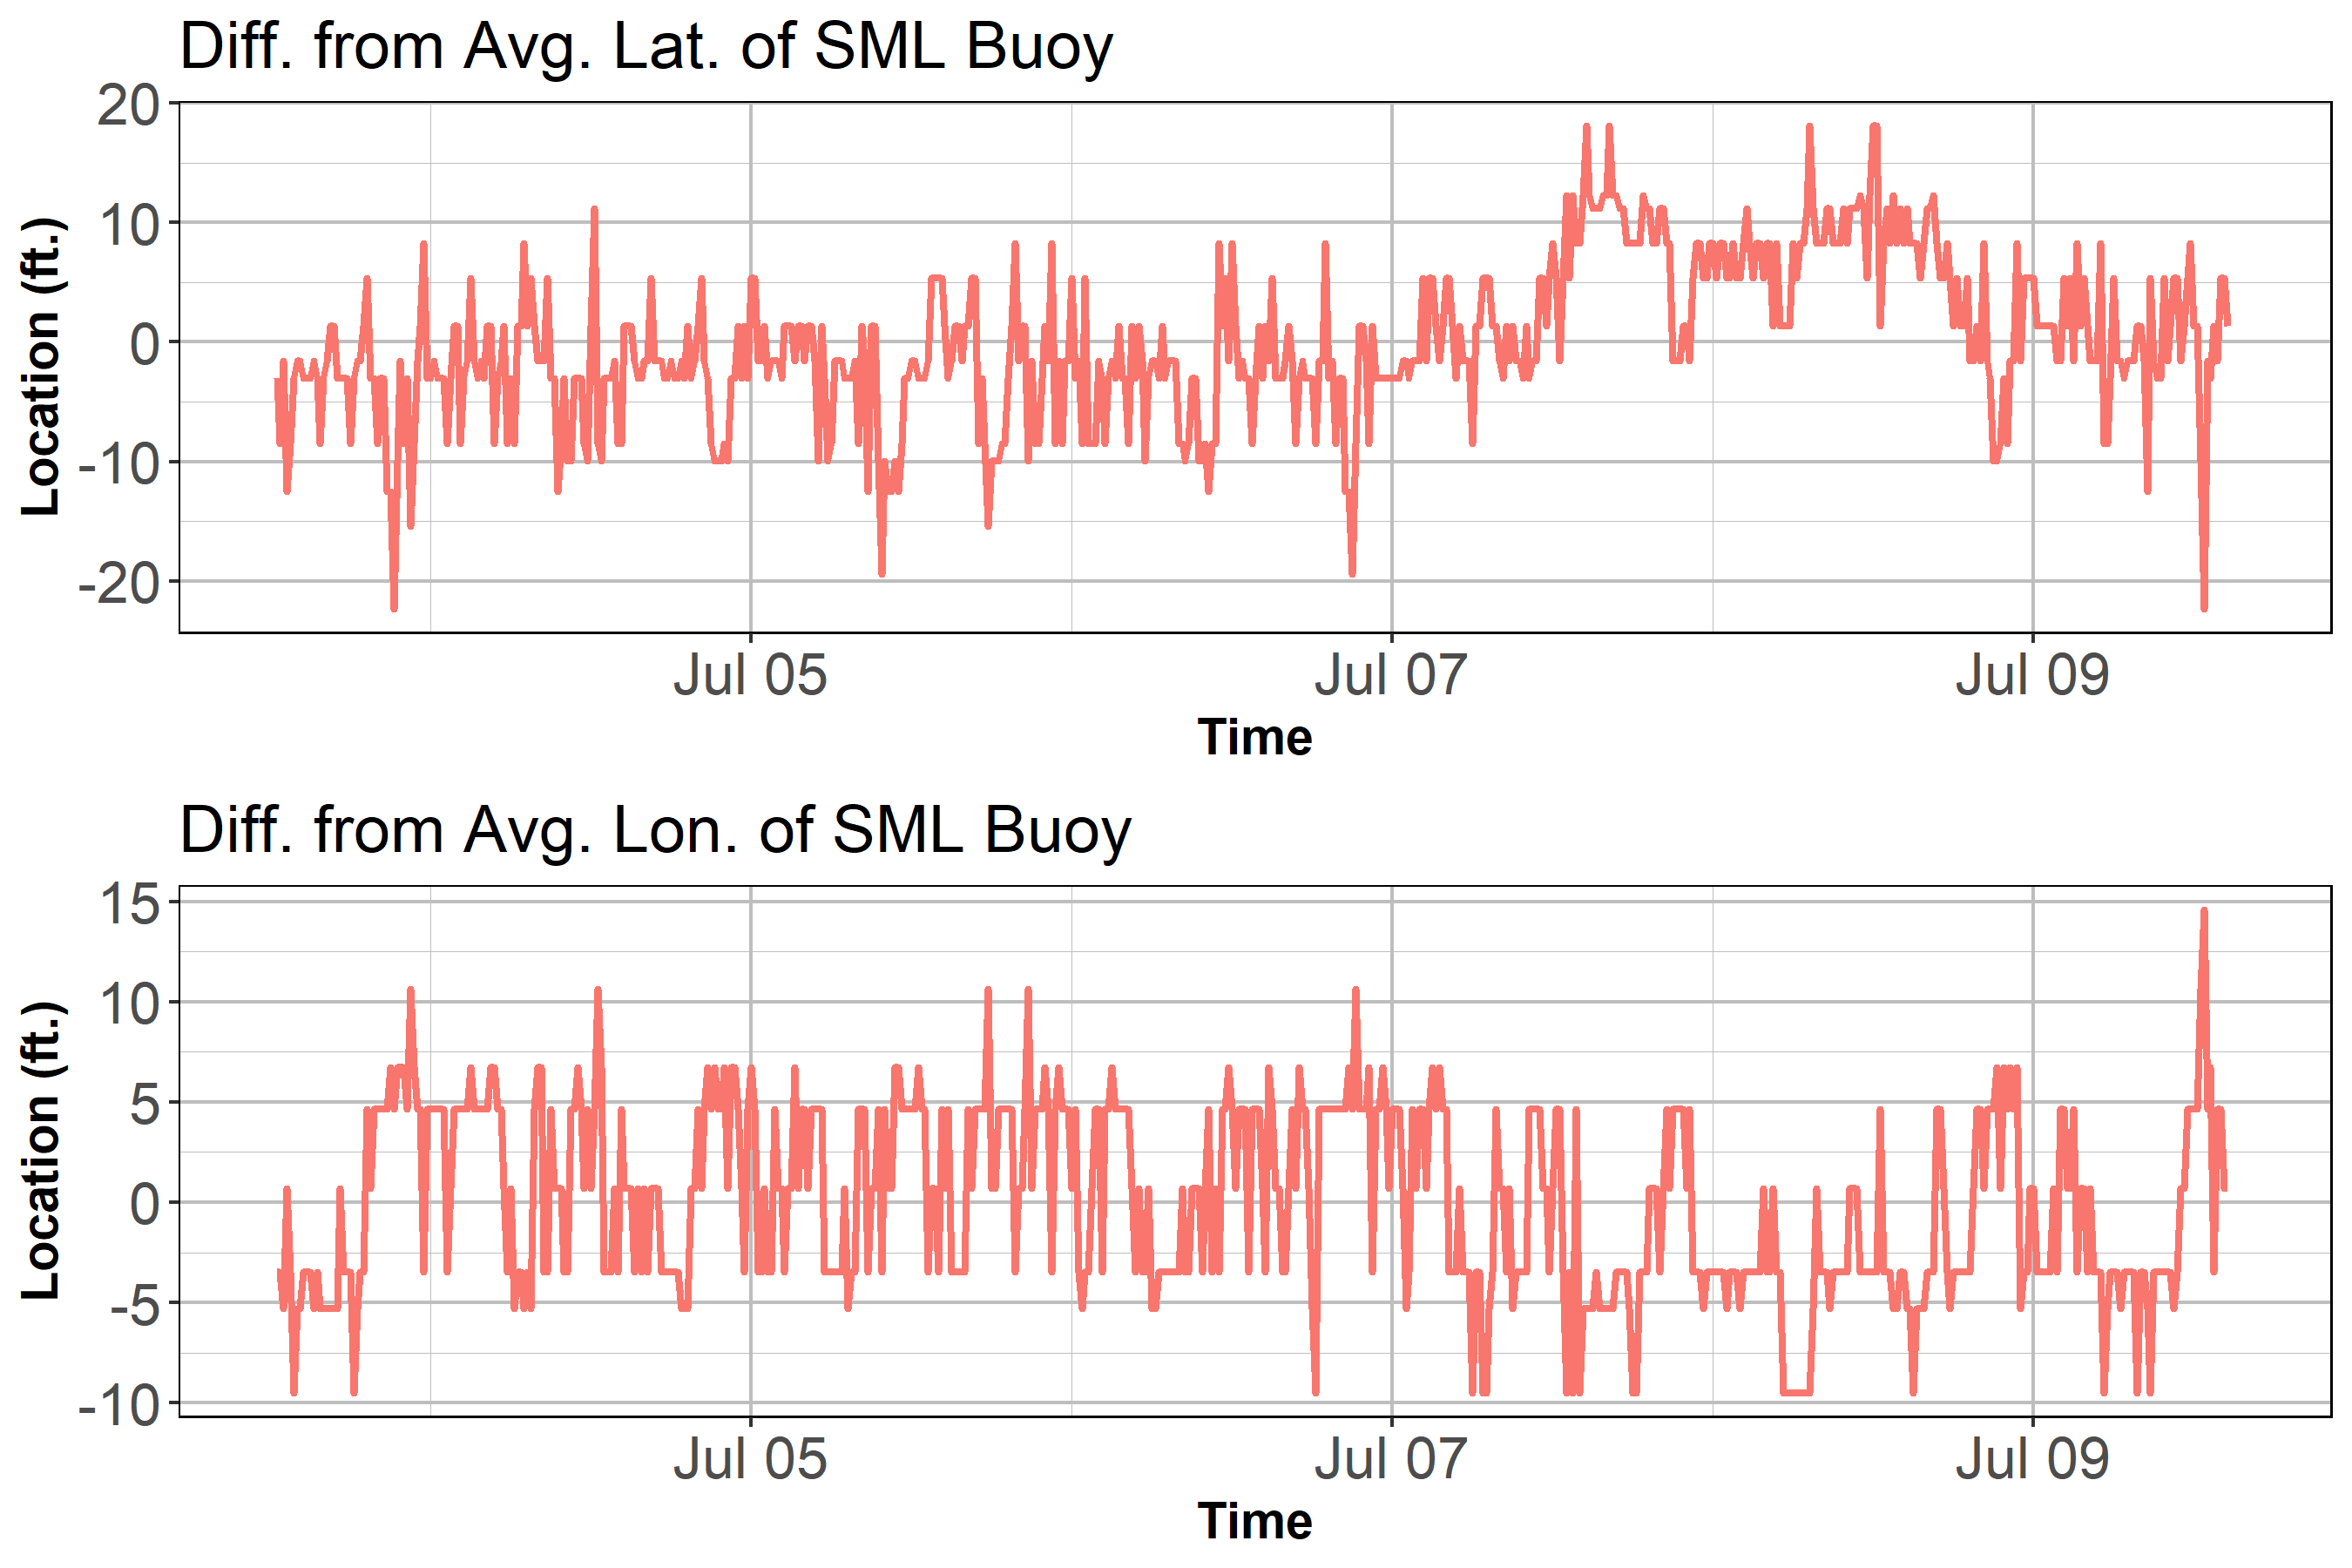 Diff. from Avg. Lat. of SML Buoy
20
10
0
-10
-20
Location (ft.)
Jul 05 Jul 07 Jul 09
Time
Diff. from Avg. Lon. of SML Buoy
15
10
5
0
-5
-10
Location (ft.)
Jul 05 Jul 07 Jul 09
Time